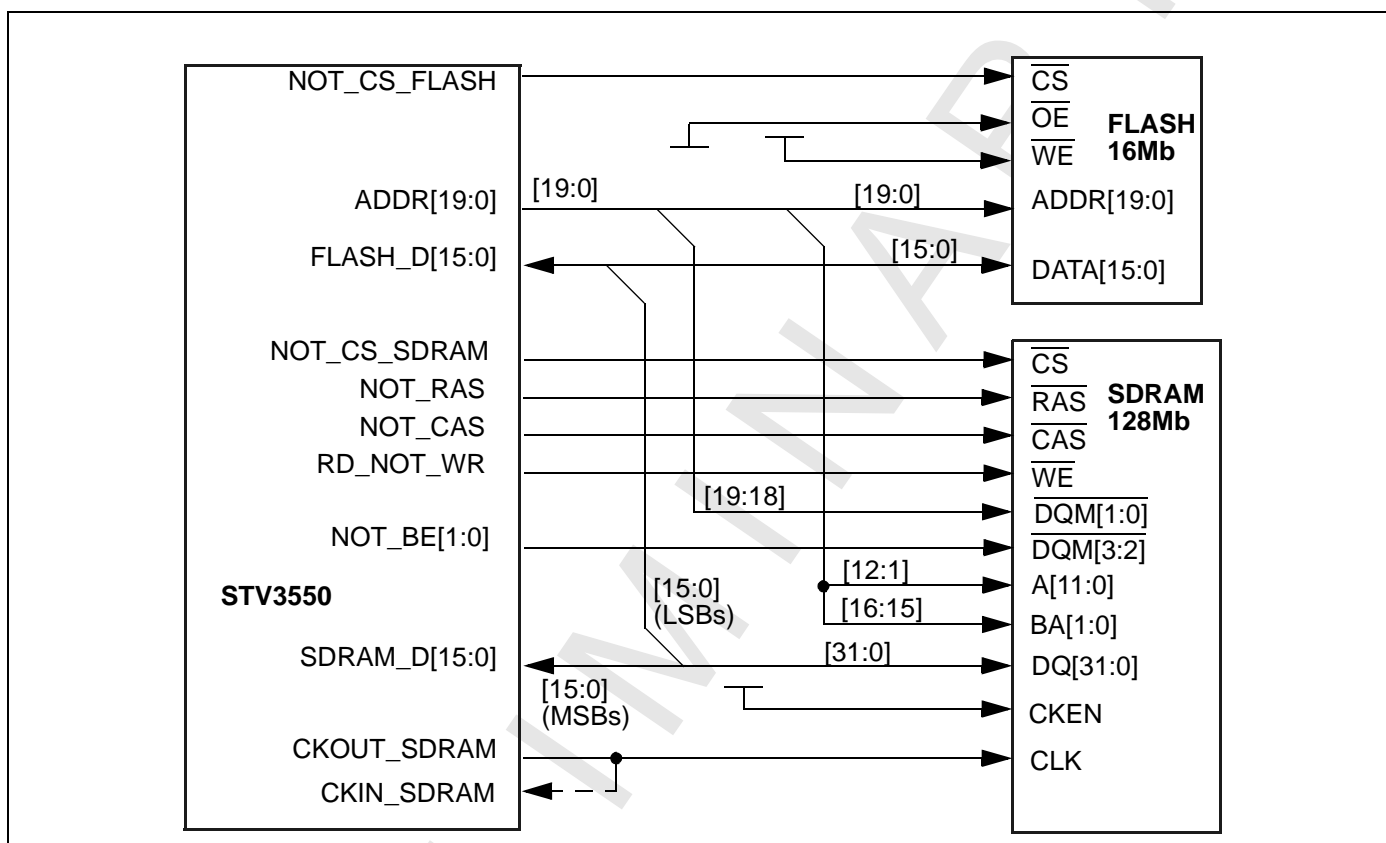 NOT_CS_FLASH
CS
OE
FLASH
16Mb
WE
ADDR[19:0]
[19:0]
[19:0]
ADDR[19:0]
FLASH_D[15:0]
[15:0]
DATA[15:0]
NOT_CS_SDRAM
CS
NOT_RAS
RAS
SDRAM
128Mb
NOT_CAS
CAS
RD_NOT_WR
WE
[19:18]
DQM[1:0]
NOT_BE[1:0]
DQM[3:2]
[12:1]
A[11:0]
STV3550
[15:0]
(LSBs)
[16:15]
BA[1:0]
SDRAM_D[15:0]
[31:0]
DQ[31:0]
[15:0]
(MSBs)
CKEN
CKOUT_SDRAM
CLK
CKIN_SDRAM